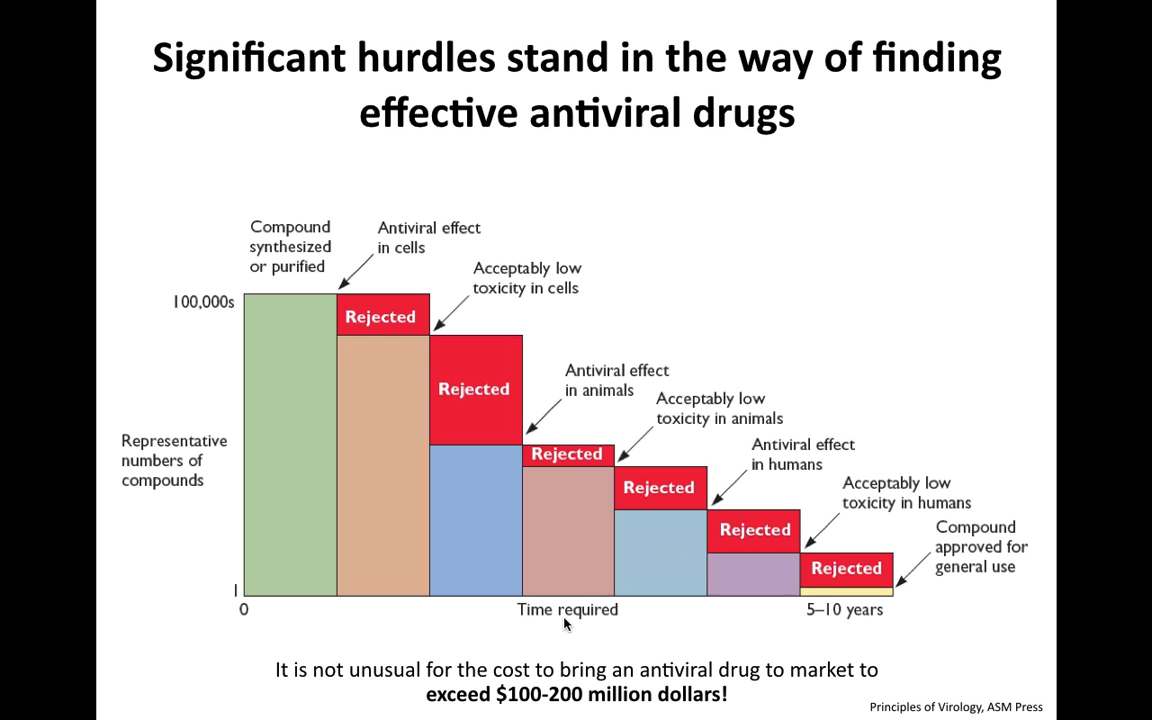 Significant hurdles stand in the way of finding
effective antiviral drugs
Compound
synthesized
or purified
Antiviral effect
in cells
Acceptably low
toxicity in cells
100,000s
Rejected
Rejected
Antiviral effect
in animals
Acceptably low
toxicity in animals
Representative
numbers of
compounds
Rejected
Antiviral effect
in humans
Rejected
Acceptably low
toxicity in humans
Rejected
Compound
approved for
general use
Rejected
1
0
Time required
5–10 years
It is not unusual for the cost to bring an antiviral drug to market to
exceed $100-200 million dollars!
Principles of Virology, ASM Press